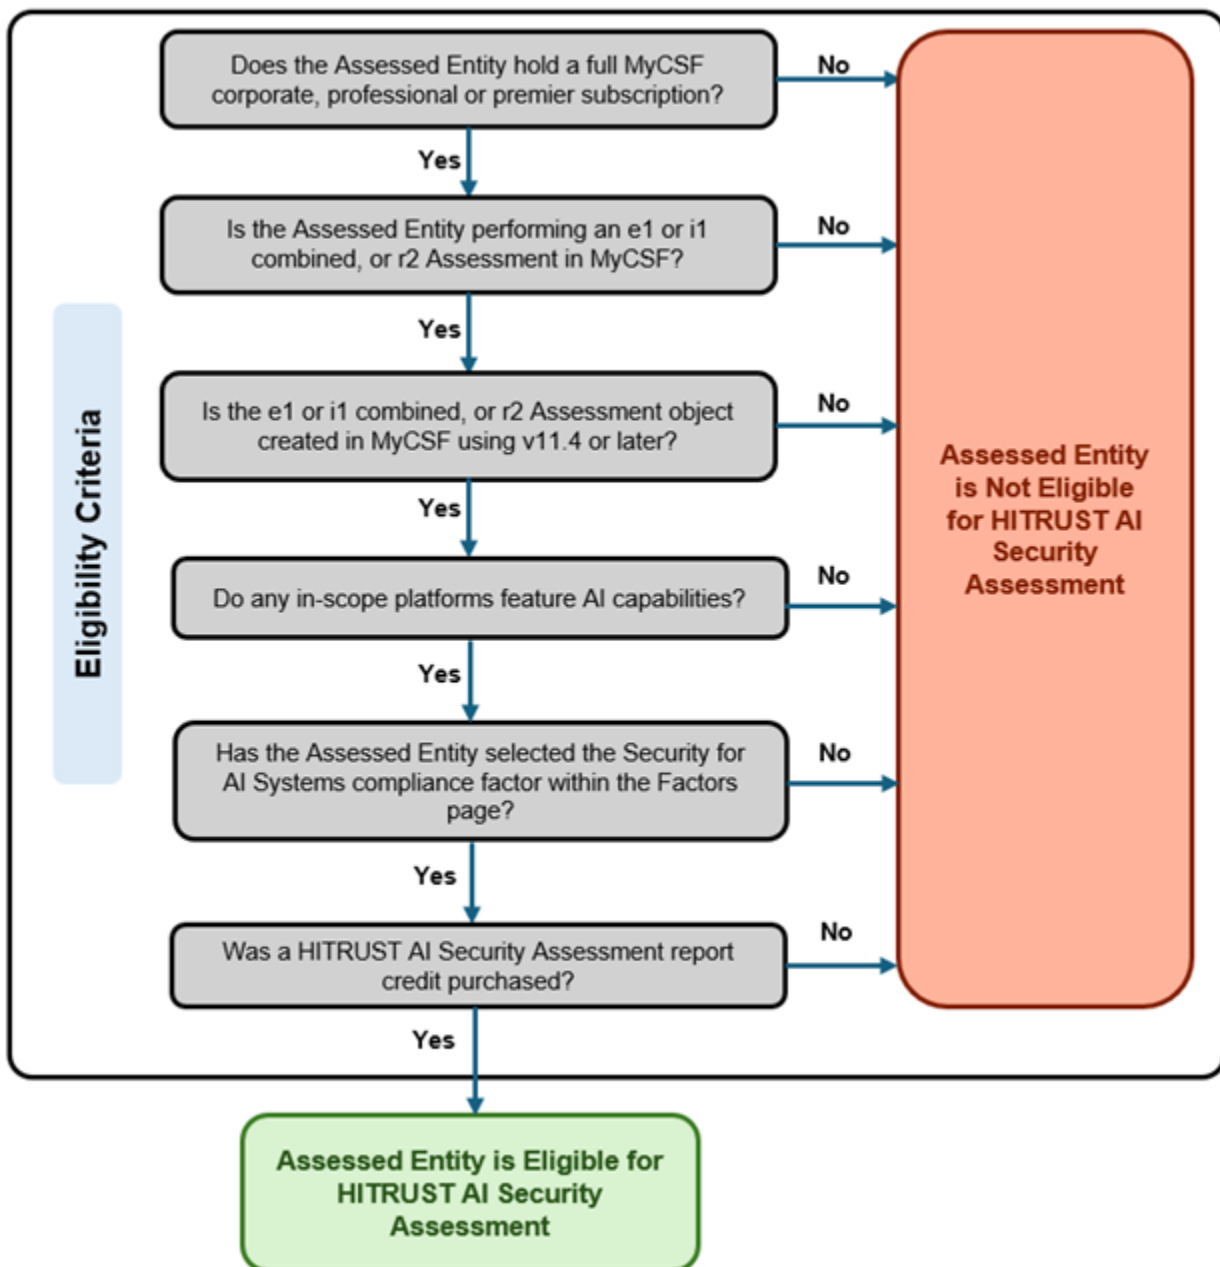 Does the Assessed Entity hold a full MyCSF
corporate, professional or premier subscription?
No
Yes
Is the Assessed Entity performing an e1 or i1
combined, or r2 Assessment in MyCSF?
No
Yes
Is the e1 or i1 combined, or r2 Assessment object
created in MyCSF using v11.4 or later?
No
Yes
Do any in-scope platforms feature AI capabilities?
No
Yes
Has the Assessed Entity selected the Security for
AI Systems compliance factor within the Factors
page?
No
Yes
Was a HITRUST AI Security Assessment report
credit purchased?
No
Yes
Eligibility Criteria
Assessed Entity
is Not Eligible
for HITRUST AI
Security
Assessment
Assessed Entity is Eligible for
HITRUST AI Security
Assessment